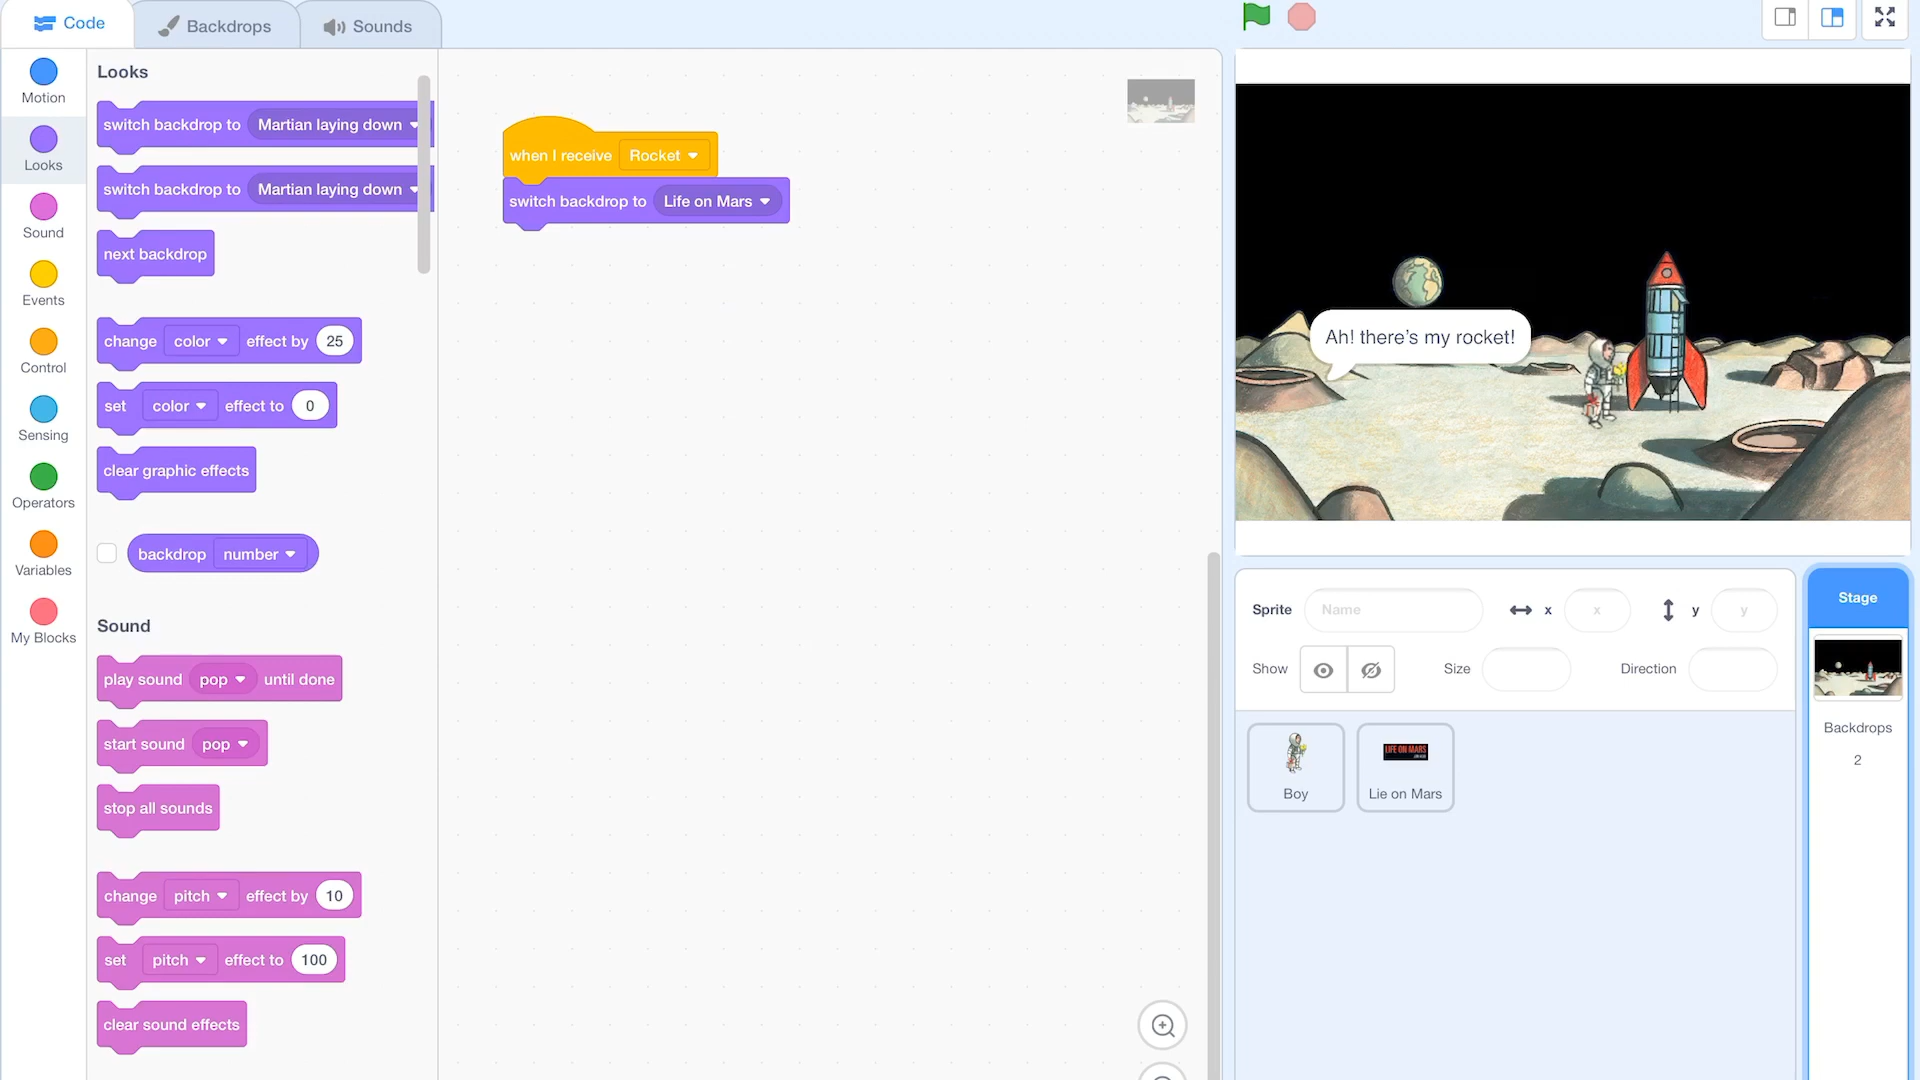 Code
Backdrops
Sounds
Motion
Looks
Sound
Events
Control
Sensing
Operators
Variables
My Blocks
Looks
switch backdrop to Martian laying down
switch backdrop to Martian laying down
next backdrop
change color effect by 25
set color effect to 0
clear graphic effects
backdrop number
Sound
play sound pop until done
start sound pop
stop all sounds
change pitch effect by 10
set pitch effect to 100
clear sound effects
when I receive Rocket
switch backdrop to Life on Mars
Ah! there's my rocket!
Sprite Name x x y y
Show Size Direction
Boy
LIFE ON MARS
Lie on Mars
Stage
Backdrops
2